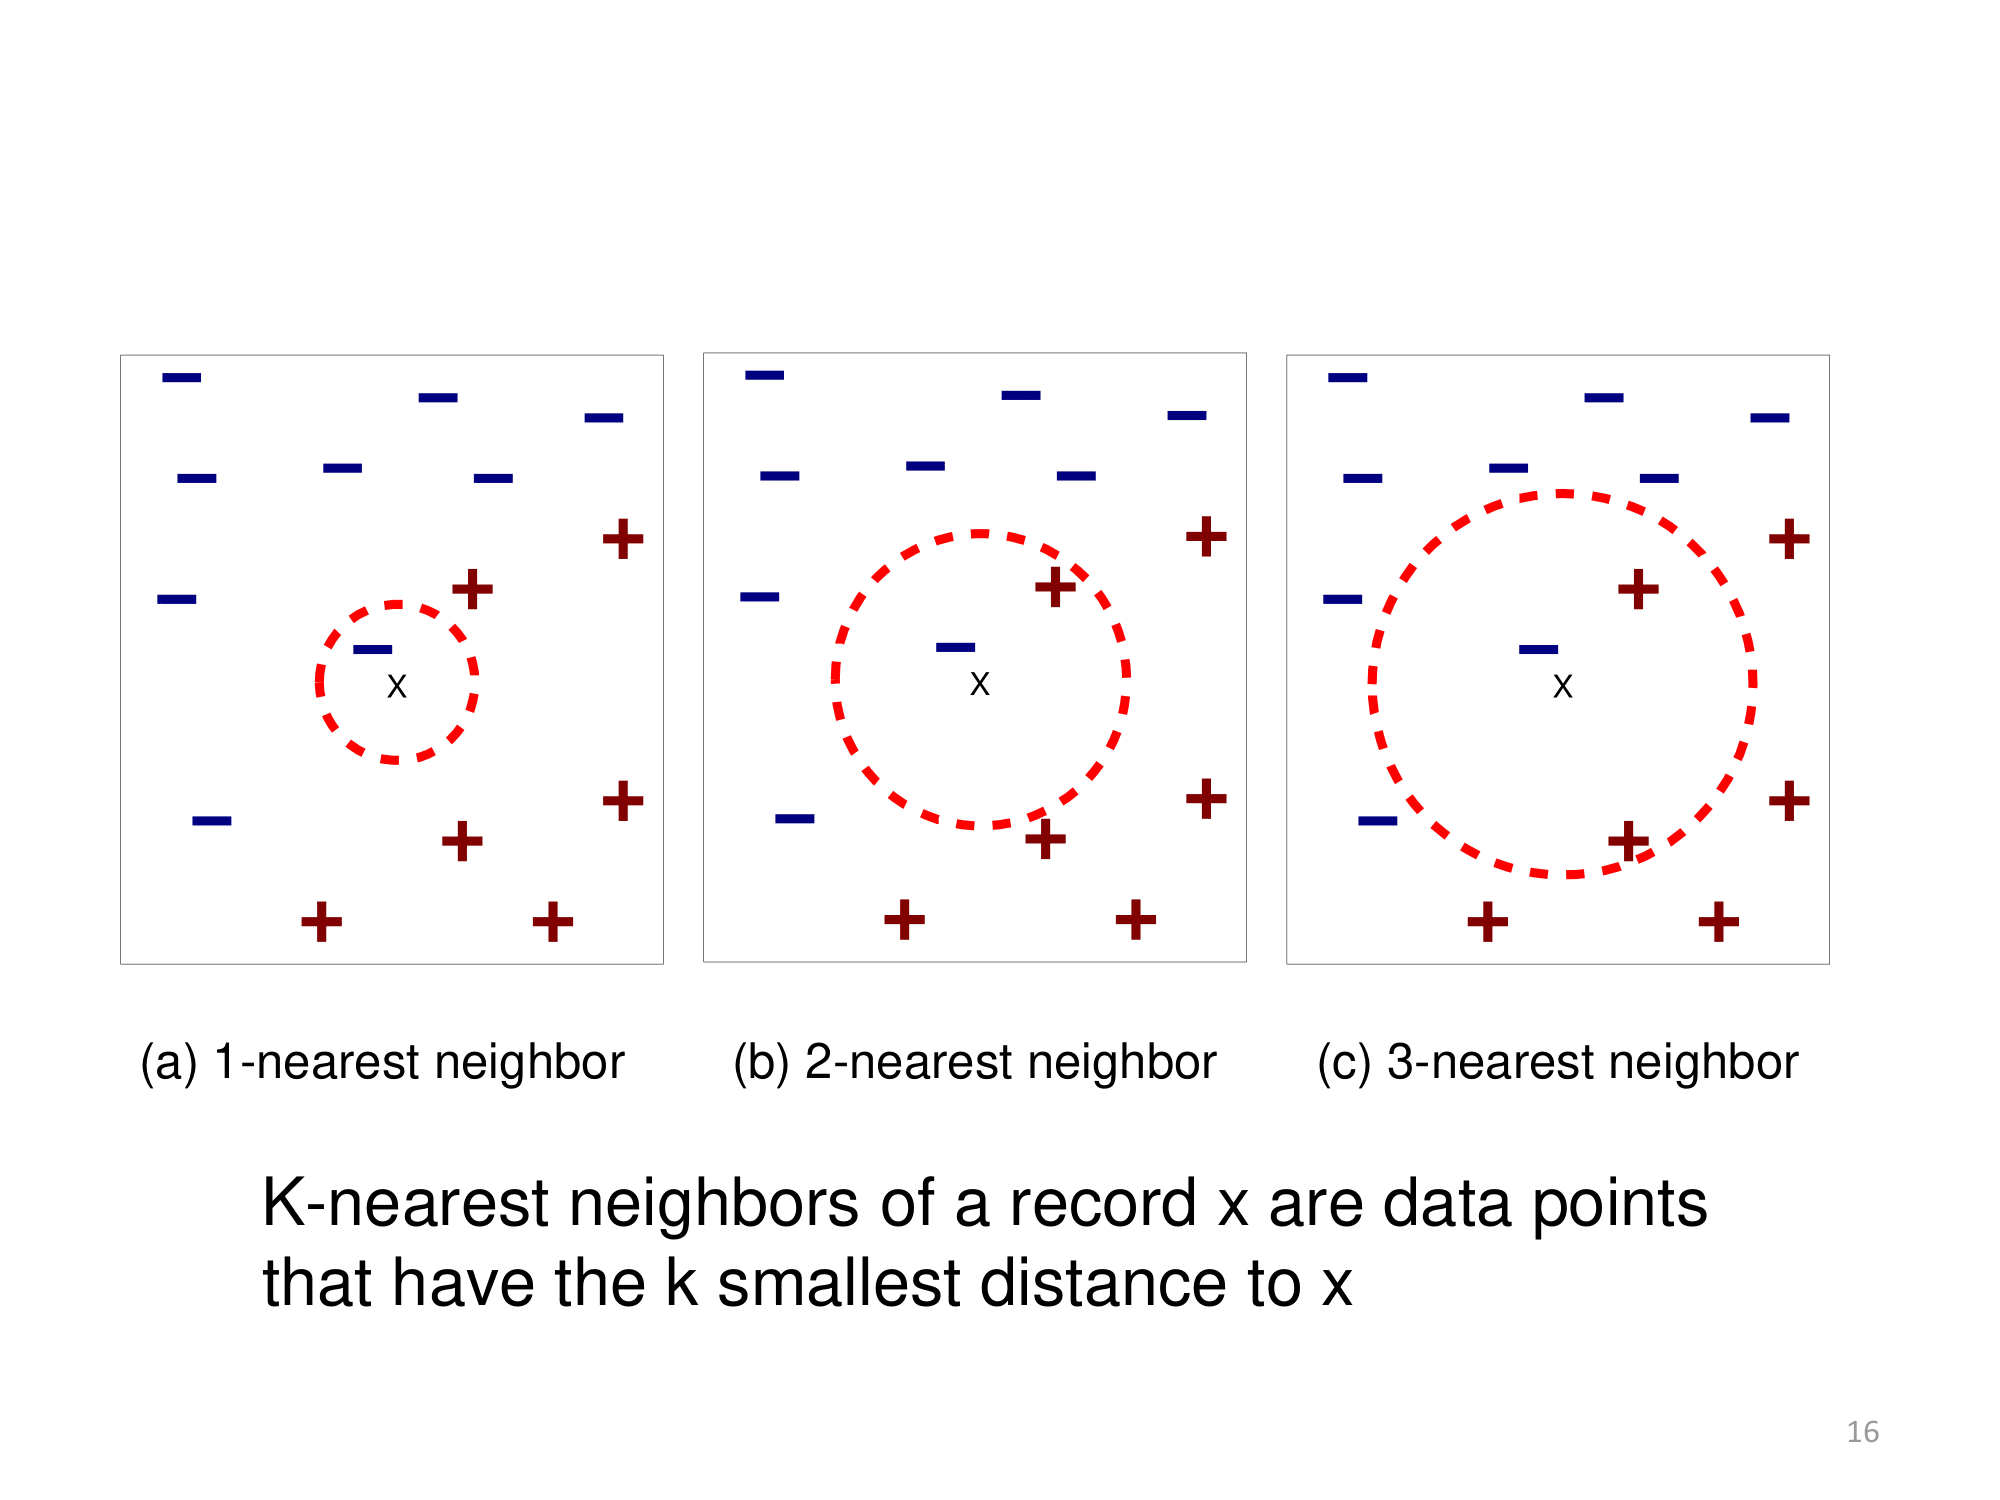 X
X
X
(a) 1-nearest neighbor
(b) 2-nearest neighbor
(c) 3-nearest neighbor
K-nearest neighbors of a record x are data points
that have the k smallest distance to x
16